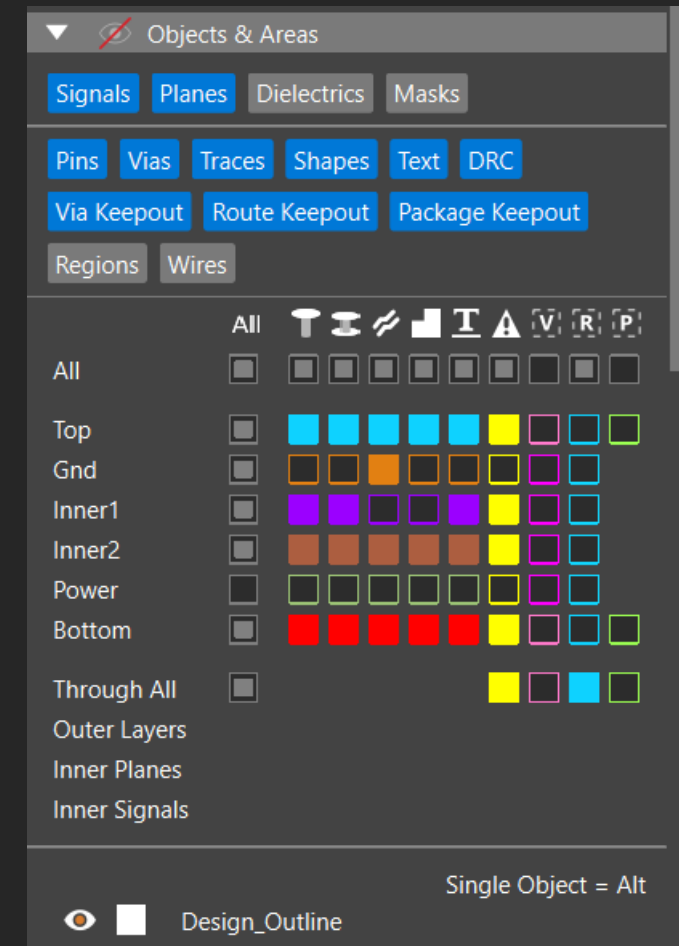 Objects & Areas
Signals Planes Dielectrics Masks
Pins Vias Traces Shapes Text DRC
Via Keepout Route Keepout Package Keepout
Regions Wires
All T V R P
All
Top
Gnd
Inner1
Inner2
Power
Bottom
Through All
Outer Layers
Inner Planes
Inner Signals
Single Object = Alt
Design_Outline